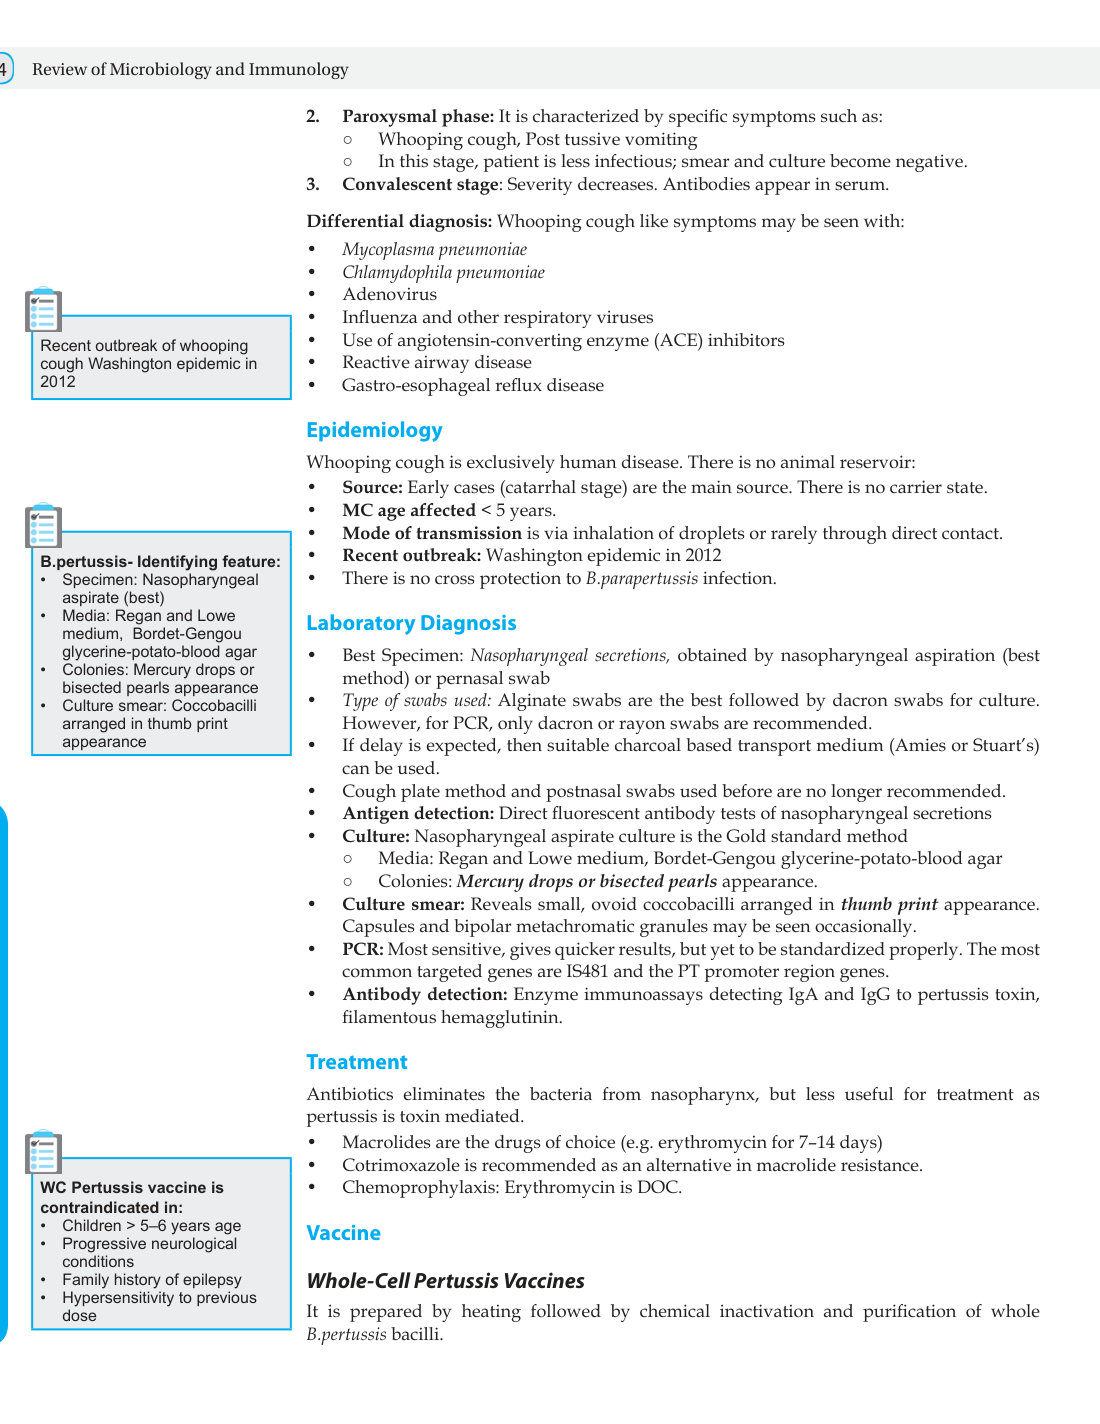 4 Review of Microbiology and Immunology
2. Paroxysmal phase: It is characterized by specific symptoms such as:
○ Whooping cough, Post tussive vomiting
○ In this stage, patient is less infectious; smear and culture become negative.
3. Convalescent stage: Severity decreases. Antibodies appear in serum.
Differential diagnosis: Whooping cough like symptoms may be seen with:
• Mycoplasma pneumoniae
• Chlamydophila pneumoniae
• Adenovirus
• Influenza and other respiratory viruses
• Use of angiotensin-converting enzyme (ACE) inhibitors
• Reactive airway disease
• Gastro-esophageal reflux disease
Recent outbreak of whooping
cough Washington epidemic in
2012
Epidemiology
Whooping cough is exclusively human disease. There is no animal reservoir:
• Source: Early cases (catarrhal stage) are the main source. There is no carrier state.
• MC age affected < 5 years.
• Mode of transmission is via inhalation of droplets or rarely through direct contact.
• Recent outbreak: Washington epidemic in 2012
• There is no cross protection to B.parapertussis infection.
B.pertussis- Identifying feature:
• Specimen: Nasopharyngeal
aspirate (best)
• Media: Regan and Lowe
medium, Bordet-Gengou
glycerine-potato-blood agar
• Colonies: Mercury drops or
bisected pearls appearance
• Culture smear: Coccobacilli
arranged in thumb print
appearance
Laboratory Diagnosis
• Best Specimen: Nasopharyngeal secretions, obtained by nasopharyngeal aspiration (best
method) or pernasal swab
• Type of swabs used: Alginate swabs are the best followed by dacron swabs for culture.
However, for PCR, only dacron or rayon swabs are recommended.
• If delay is expected, then suitable charcoal based transport medium (Amies or Stuart's)
can be used.
• Cough plate method and postnasal swabs used before are no longer recommended.
• Antigen detection: Direct fluorescent antibody tests of nasopharyngeal secretions
• Culture: Nasopharyngeal aspirate culture is the Gold standard method
○ Media: Regan and Lowe medium, Bordet-Gengou glycerine-potato-blood agar
○ Colonies: Mercury drops or bisected pearls appearance.
• Culture smear: Reveals small, ovoid coccobacilli arranged in thumb print appearance.
Capsules and bipolar metachromatic granules may be seen occasionally.
• PCR: Most sensitive, gives quicker results, but yet to be standardized properly. The most
common targeted genes are IS481 and the PT promoter region genes.
• Antibody detection: Enzyme immunoassays detecting IgA and IgG to pertussis toxin,
filamentous hemagglutinin.
Treatment
Antibiotics eliminates the bacteria from nasopharynx, but less useful for treatment as
pertussis is toxin mediated.
• Macrolides are the drugs of choice (e.g. erythromycin for 7–14 days)
• Cotrimoxazole is recommended as an alternative in macrolide resistance.
• Chemoprophylaxis: Erythromycin is DOC.
WC Pertussis vaccine is
contraindicated in:
• Children > 5–6 years age
• Progressive neurological
conditions
• Family history of epilepsy
• Hypersensitivity to previous
dose
Vaccine
Whole-Cell Pertussis Vaccines
It is prepared by heating followed by chemical inactivation and purification of whole
B.pertussis bacilli.